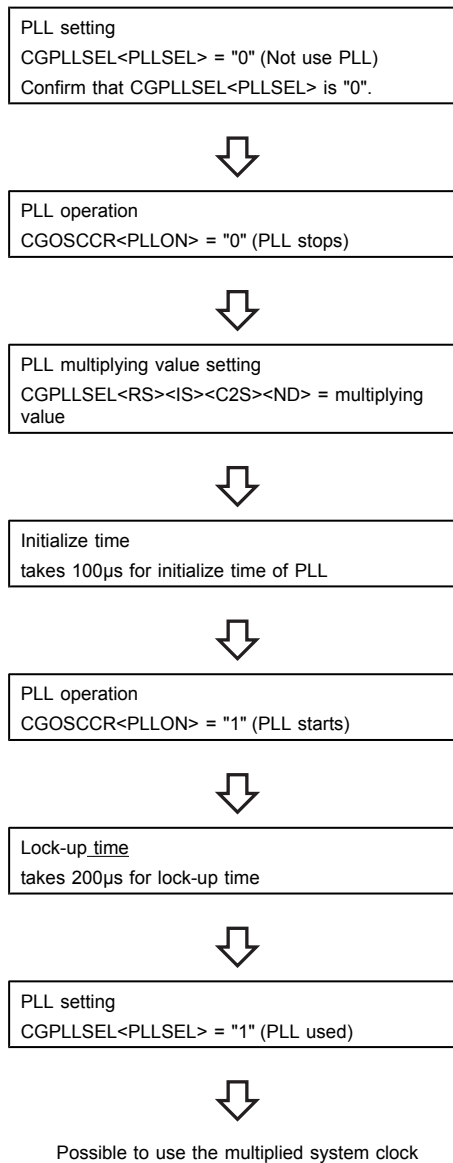 PLL setting
CGPLLSEL<PLLSEL> = "0" (Not use PLL)
Confirm that CGPLLSEL<PLLSEL> is "0".
PLL operation
CGOSCCR<PLLON> = "0" (PLL stops)
PLL multiplying value setting
CGPLLSEL<RS><IS><C2S><ND> = multiplying
value
Initialize time
takes 100µs for initialize time of PLL
PLL operation
CGOSCCR<PLLON> = "1" (PLL starts)
Lock-up time
takes 200µs for lock-up time
PLL setting
CGPLLSEL<PLLSEL> = "1" (PLL used)
Possible to use the multiplied system clock